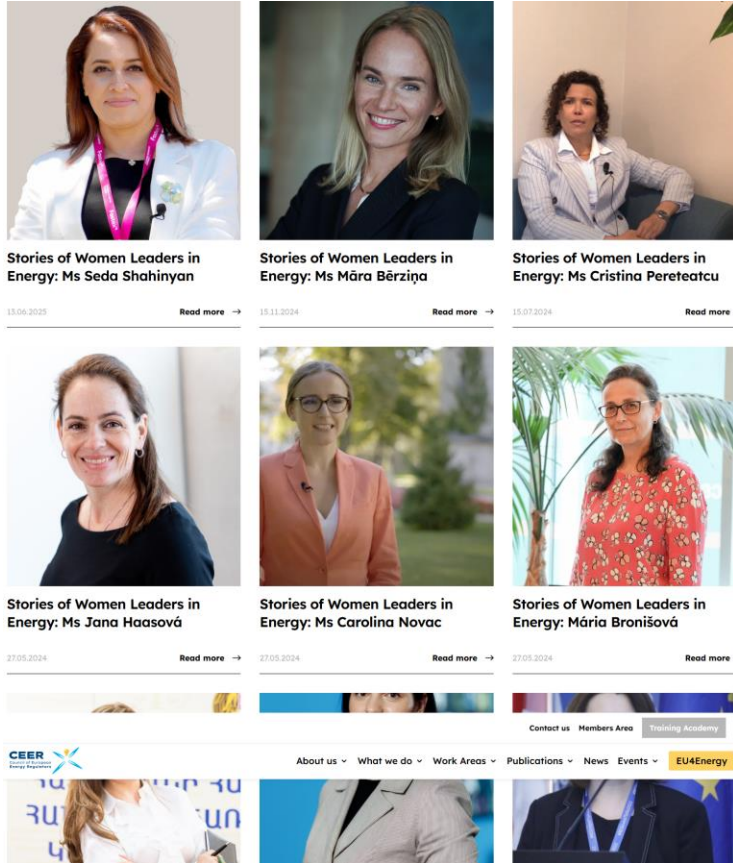 Stories of Women Leaders in
Energy: Ms Seda Shahinyan
13.06.2025
Read more →
Stories of Women Leaders in
Energy: Ms Māra Bērziņa
15.11.2024
Read more →
Stories of Women Leaders in
Energy: Ms Cristina Pereteatcu
15.07.2024
Read more
Stories of Women Leaders in
Energy: Ms Jana Haasová
27.05.2024
Read more →
Stories of Women Leaders in
Energy: Ms Carolina Novac
27.05.2024
Read more →
Stories of Women Leaders in
Energy: Mária Bronišová
27.05.2024
Read more
Contact us
Members Area
Training Academy
CEER
Council of European
Energy Regulators
About us
What we do
Work Areas
Publications
News
Events
EU4Energy